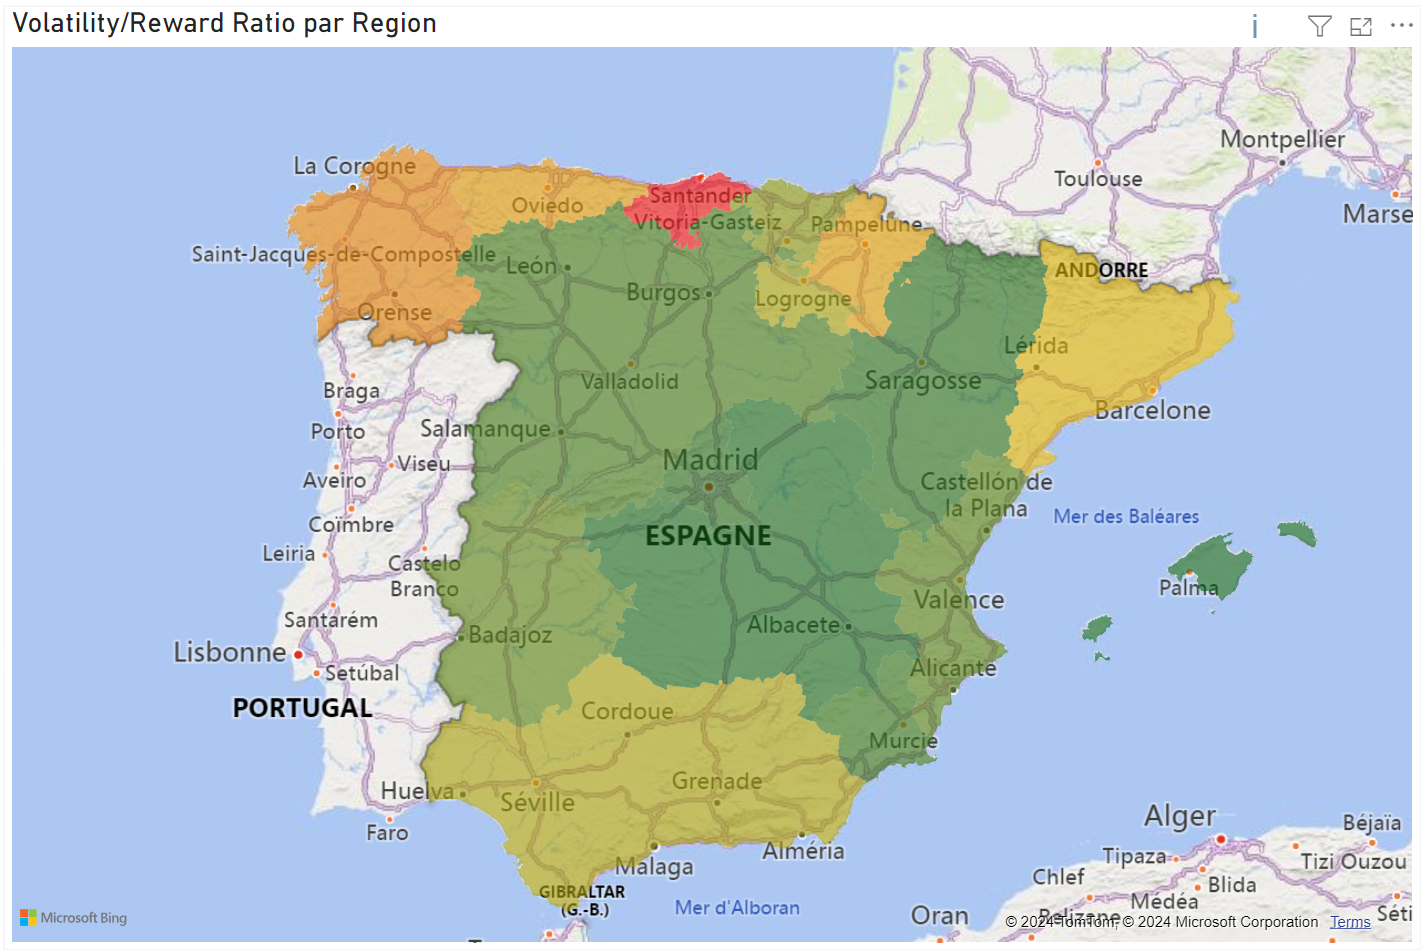 Volatility/Reward Ratio par Region
Montpellier
La Corogne
Toulouse
Santander
Marse
Oviedo
Vitoria-Gasteiz
Pampelune
Saint-Jacques-de-Compostelle
León
ANDORRE
Burgos
Logrogne
Orense
Lérida
Valladolid
Saragosse
Braga
Barcelone
Porto
Salamanque
Viseu
Madrid
Aveiro
Castellón de
la Plana
Coïmbre
Mer des Baléares
ESPAGNE
Leiria
Castelo
Branco
Palma
Valence
Santarém
Albacete
Badajoz
Lisbonne
Setúbal
Alicante
PORTUGAL
Cordoue
Murcie
Grenade
Huelva
Séville
Faro
Alger
Béjaïa
Alméria
Tipaza
Tizi Ouzou
Malaga
Chlef
Blida
GIBRALTAR
(G.-B.)
Médéa
Mer d'Alboran
Oran
Relizane
Séti
Microsoft Bing
© 2024 TomTom, © 2024 Microsoft Corporation Terms